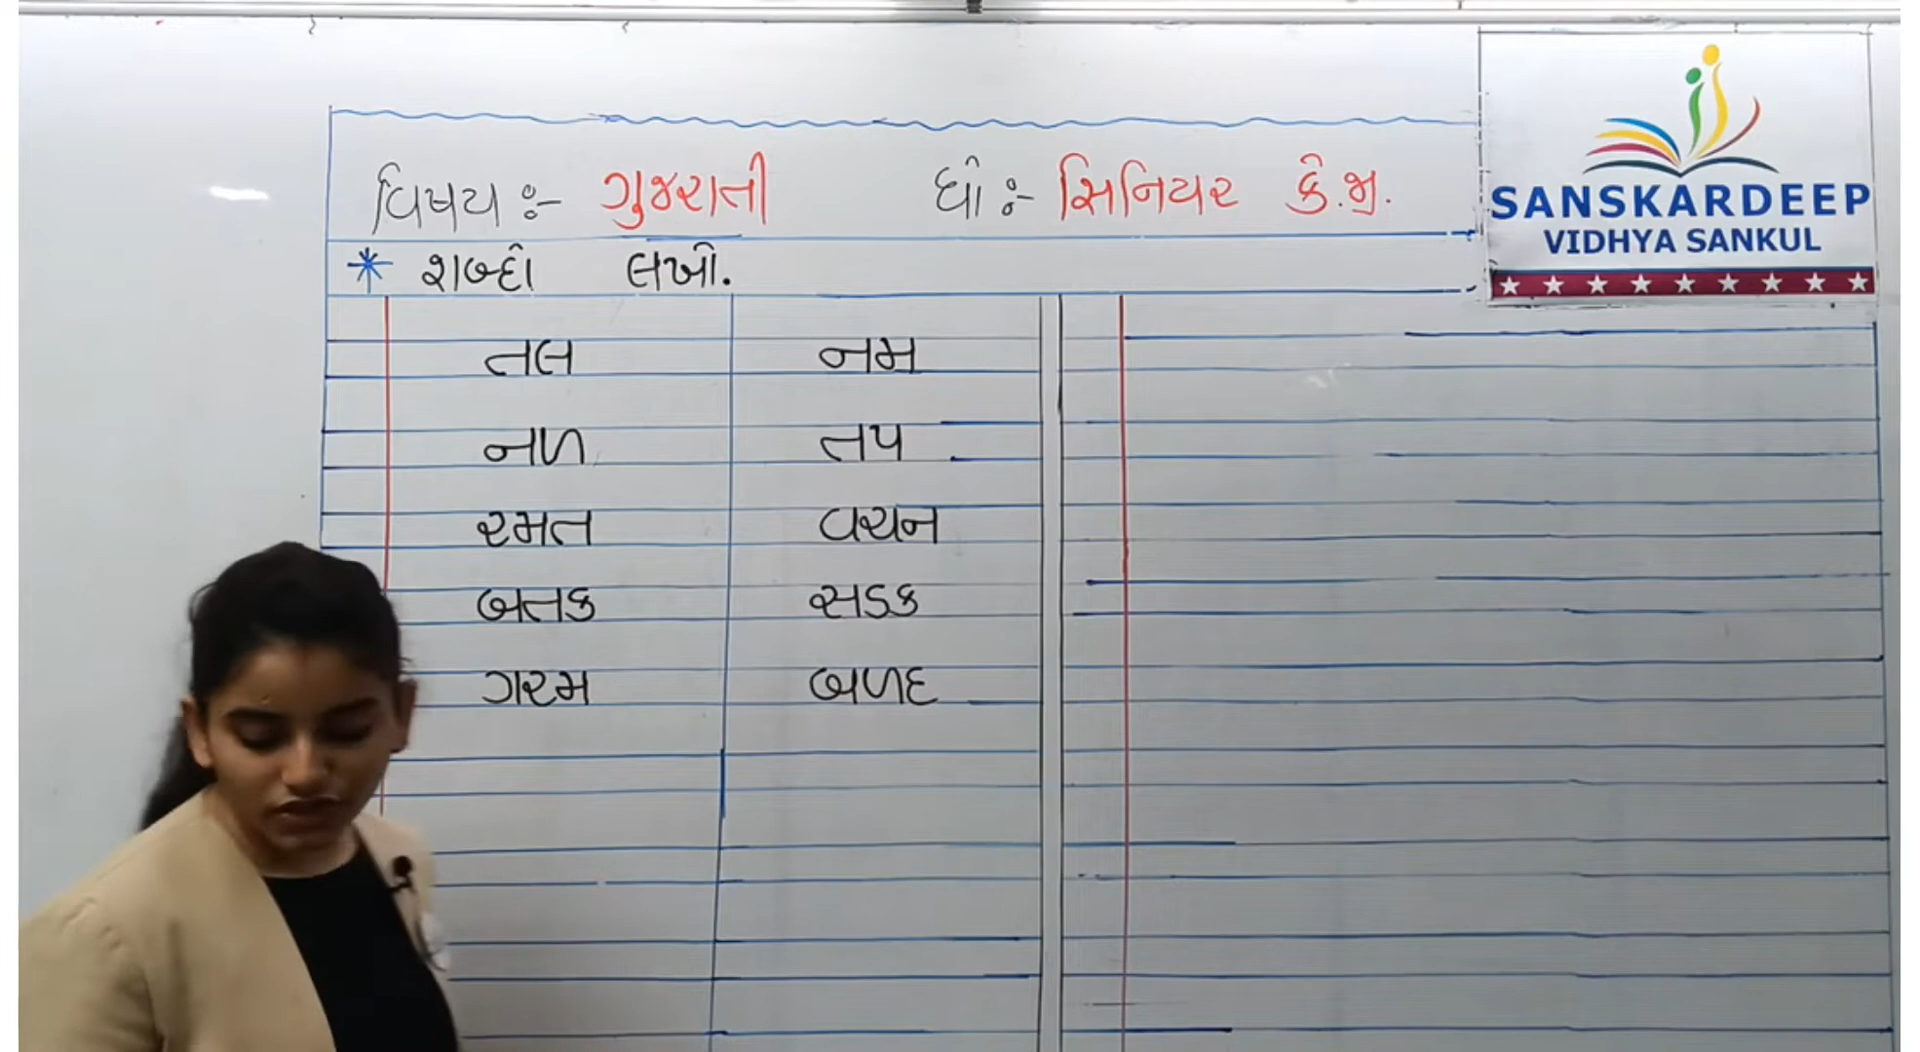 વિષય :- ગુજરાતી ધો :- સિનિયર કે.જી.
* શબ્દો લખો.
તલ નમ
નળ તપ
રમત વચન
બતક સડક
ગરમ બળદ
SANSKARDEEP
VIDHYA SANKUL